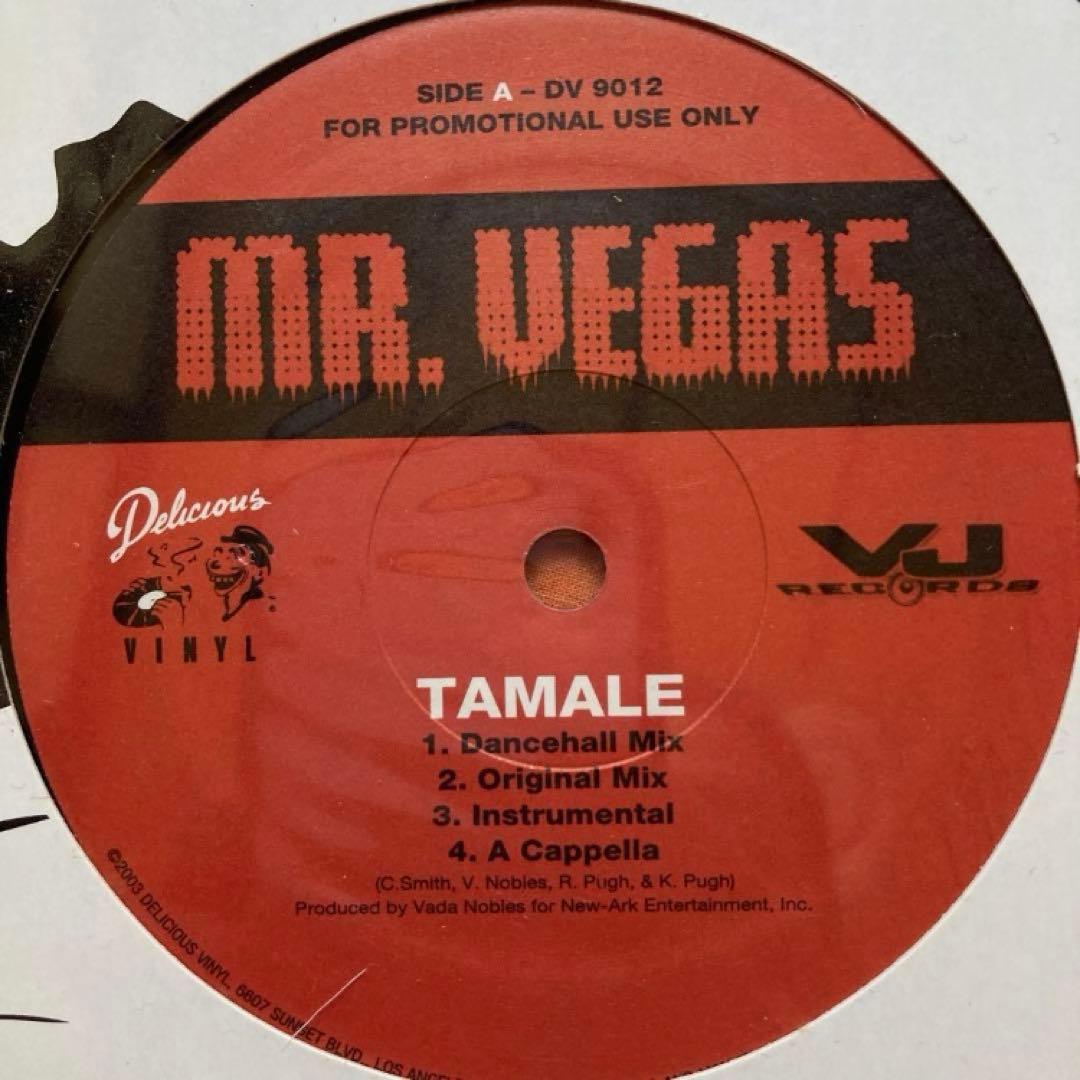 SIDE A – DV 9012
FOR PROMOTIONAL USE ONLY
MR. VEGAS
Delicious
VINYL
VJ
RECORDS
TAMALE
1. Dancehall Mix
2. Original Mix
3. Instrumental
4. A Cappella
(C.Smith, V. Nobles, R. Pugh, & K. Pugh)
Produced by Vada Nobles for New-Ark Entertainment, Inc.
©2003 DELICIOUS VINYL, 6607 SUNSET BLVD., LOS